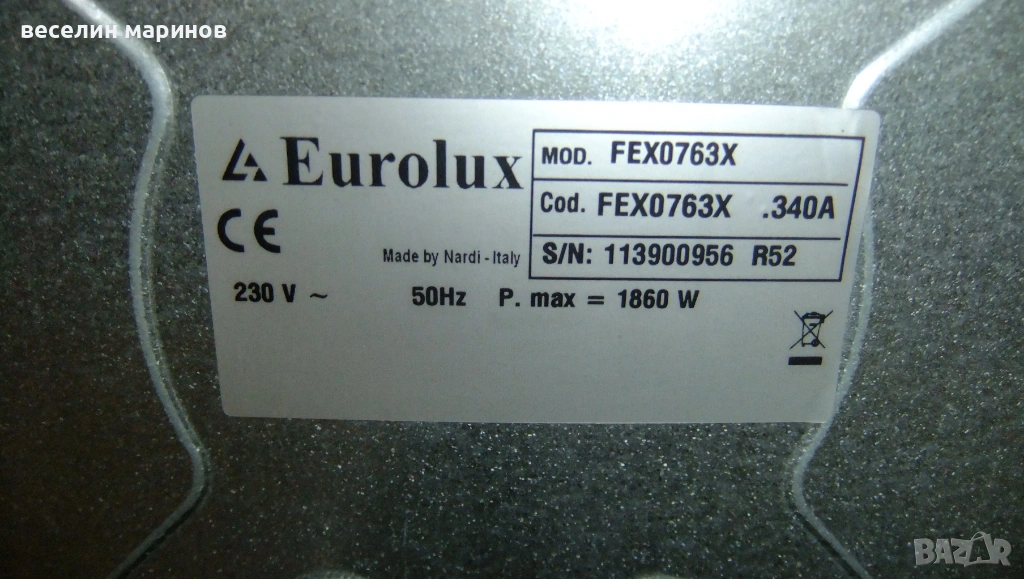 веселин маринов
Eurolux
MOD. FEX0763X
Cod. FEX0763X .340A
S/N: 113900956 R52
CE
Made by Nardi - Italy
230 V ~ 50Hz P. max = 1860 W
BAZAR